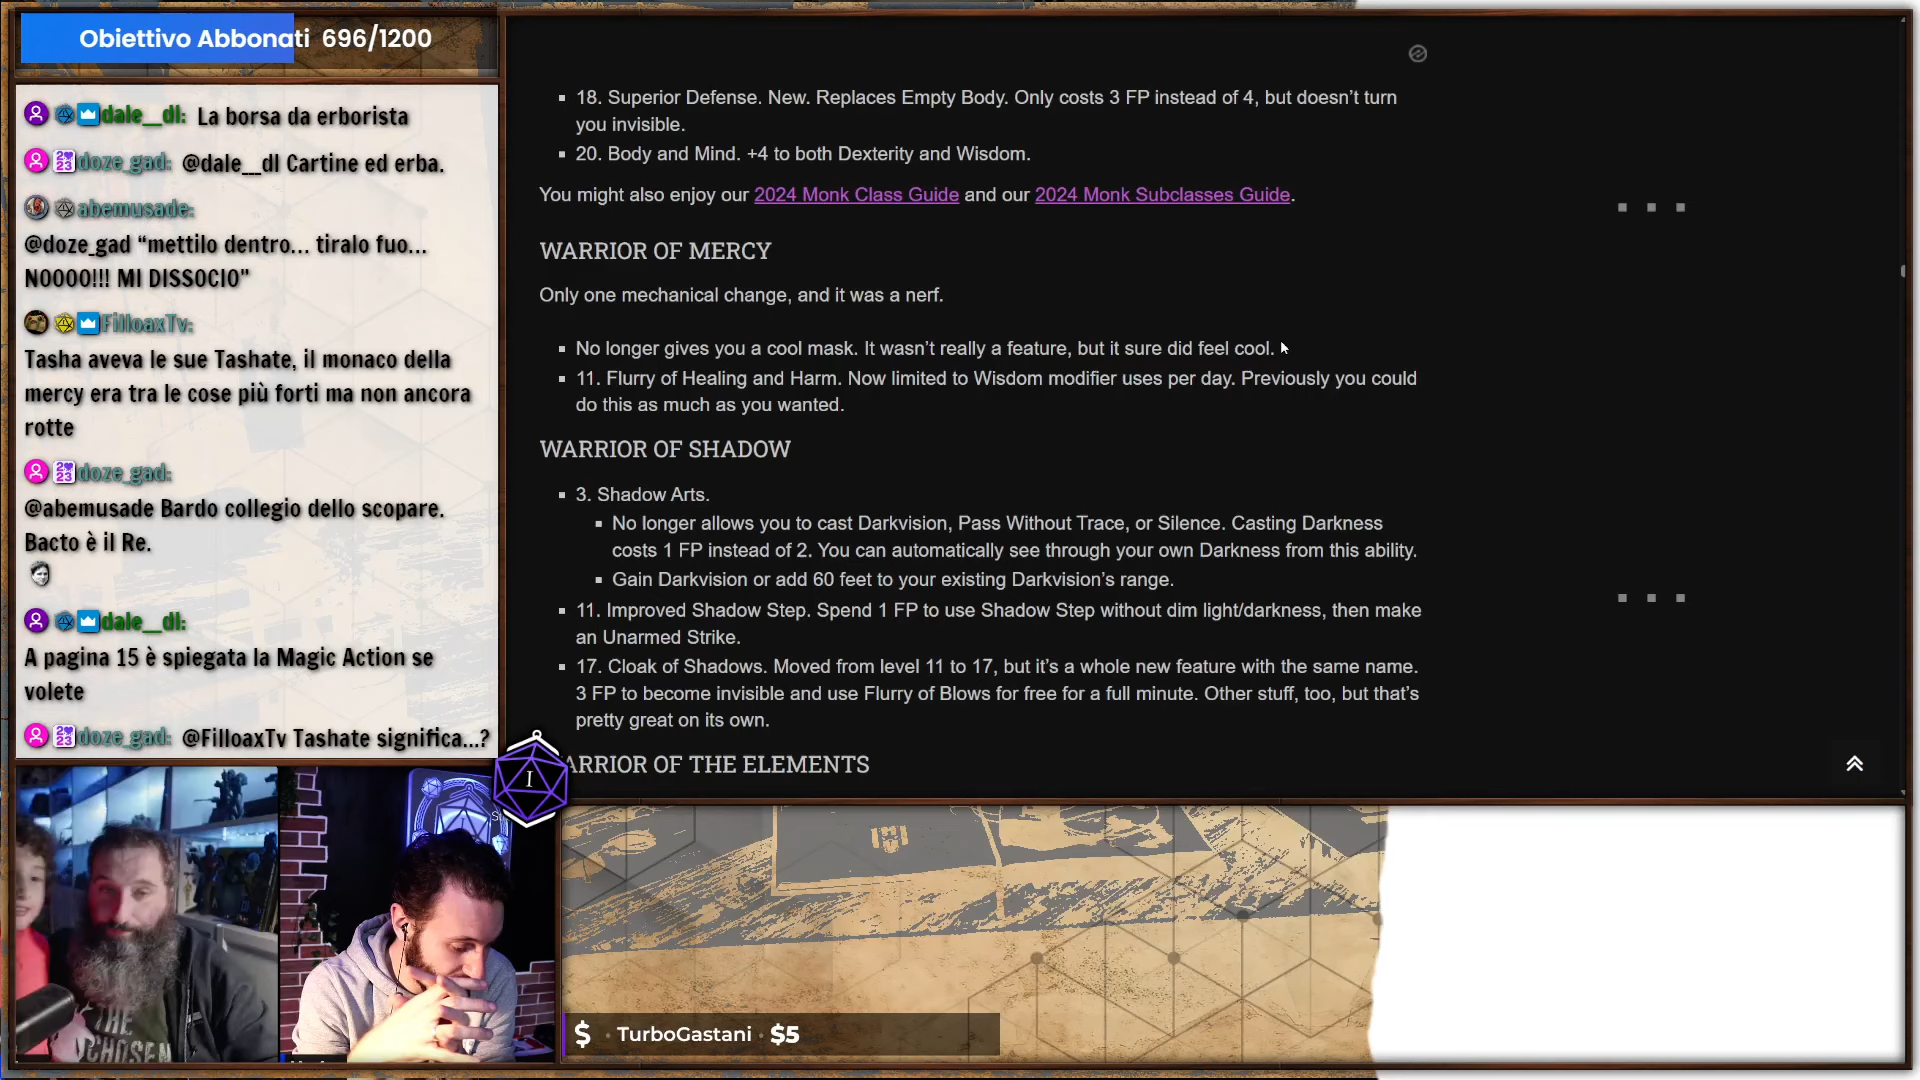 Obiettivo Abbonati 696/1200
dale__dl: La borsa da erborista
doze_gad: @dale__dl Cartine ed erba.
abemusade:
@doze_gad “mettilo dentro... tiralo fuo...
NOOOO!!! MI DISSOCIO"
FilloaxTv:
Tasha aveva le sue Tashate, il monaco della
mercy era tra le cose più forti ma non ancora
rotte
doze_gad:
@abemusade Bardo collegio dello scopare.
Bacto è il Re.
dale__dl:
A pagina 15 è spiegata la Magic Action se
volete
doze_gad: @FilloaxTv Tashate significa...?
18. Superior Defense. New. Replaces Empty Body. Only costs 3 FP instead of 4, but doesn’t turn
you invisible.
20. Body and Mind. +4 to both Dexterity and Wisdom.
You might also enjoy our 2024 Monk Class Guide and our 2024 Monk Subclasses Guide.
WARRIOR OF MERCY
Only one mechanical change, and it was a nerf.
No longer gives you a cool mask. It wasn’t really a feature, but it sure did feel cool.
11. Flurry of Healing and Harm. Now limited to Wisdom modifier uses per day. Previously you could
do this as much as you wanted.
WARRIOR OF SHADOW
3. Shadow Arts.
No longer allows you to cast Darkvision, Pass Without Trace, or Silence. Casting Darkness
costs 1 FP instead of 2. You can automatically see through your own Darkness from this ability.
Gain Darkvision or add 60 feet to your existing Darkvision’s range.
11. Improved Shadow Step. Spend 1 FP to use Shadow Step without dim light/darkness, then make
an Unarmed Strike.
17. Cloak of Shadows. Moved from level 11 to 17, but it’s a whole new feature with the same name.
3 FP to become invisible and use Flurry of Blows for free for a full minute. Other stuff, too, but that’s
pretty great on its own.
ARRIOR OF THE ELEMENTS
I
THE
CHOSEN
$ · TurboGastani · $5